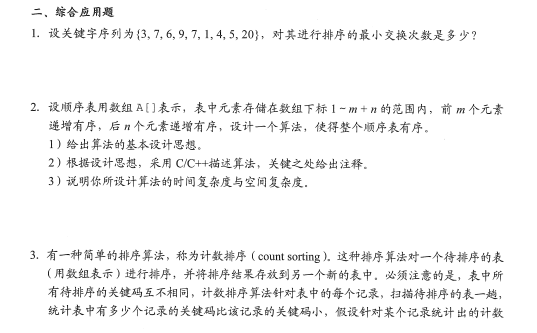 二、综合应用题
1. 设关键字序列为{3, 7, 6, 9, 7, 1, 4, 5, 20}，对其进行排序的最小交换次数是多少？
2. 设顺序表用数组 A[]表示，表中元素存储在数组下标 1~m+n 的范围内，前 m 个元素
递增有序，后 n 个元素递增有序，设计一个算法，使得整个顺序表有序。
1）给出算法的基本设计思想。
2）根据设计思想，采用 C/C++描述算法，关键之处给出注释。
3）说明你所设计算法的时间复杂度与空间复杂度.
3. 有一种简单的排序算法，称为计数排序（count sorting）。这种排序算法对一个待排序的表
（用数组表示）进行排序，并将排序结果存放到另一个新的表中。必须注意的是，表中所
有待排序的关键码互不相同，计数排序算法针对表中的每个记录，扫描待排序的表一趟，
统计表中有多少个记录的关键码比该记录的关键码小，假设针对某个记录统计出的计数